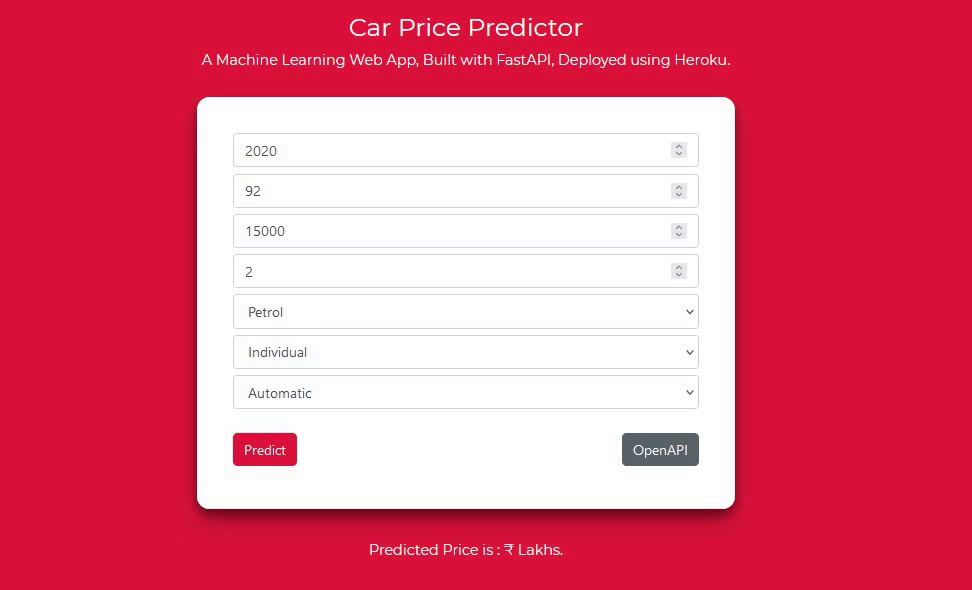 Car Price Predictor
A Machine Learning Web App, Built with FastAPI, Deployed using Heroku.
2020
92
15000
2
Petrol
Individual
Automatic
Predict OpenAPI
Predicted Price is : ₹ Lakhs.